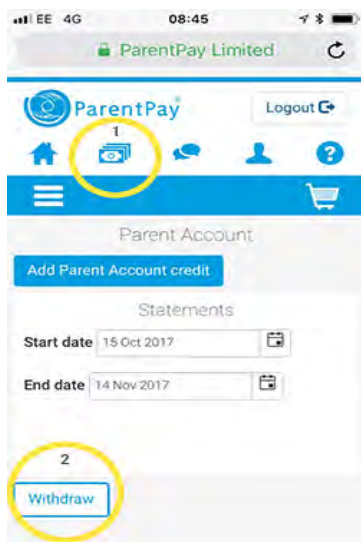 EE 4G 08:45
ParentPay Limited
ParentPay
Logout
1
?
Parent Account
Add Parent Account credit
Statements
Start date 15 Oct 2017
End date 14 Nov 2017
2
Withdraw